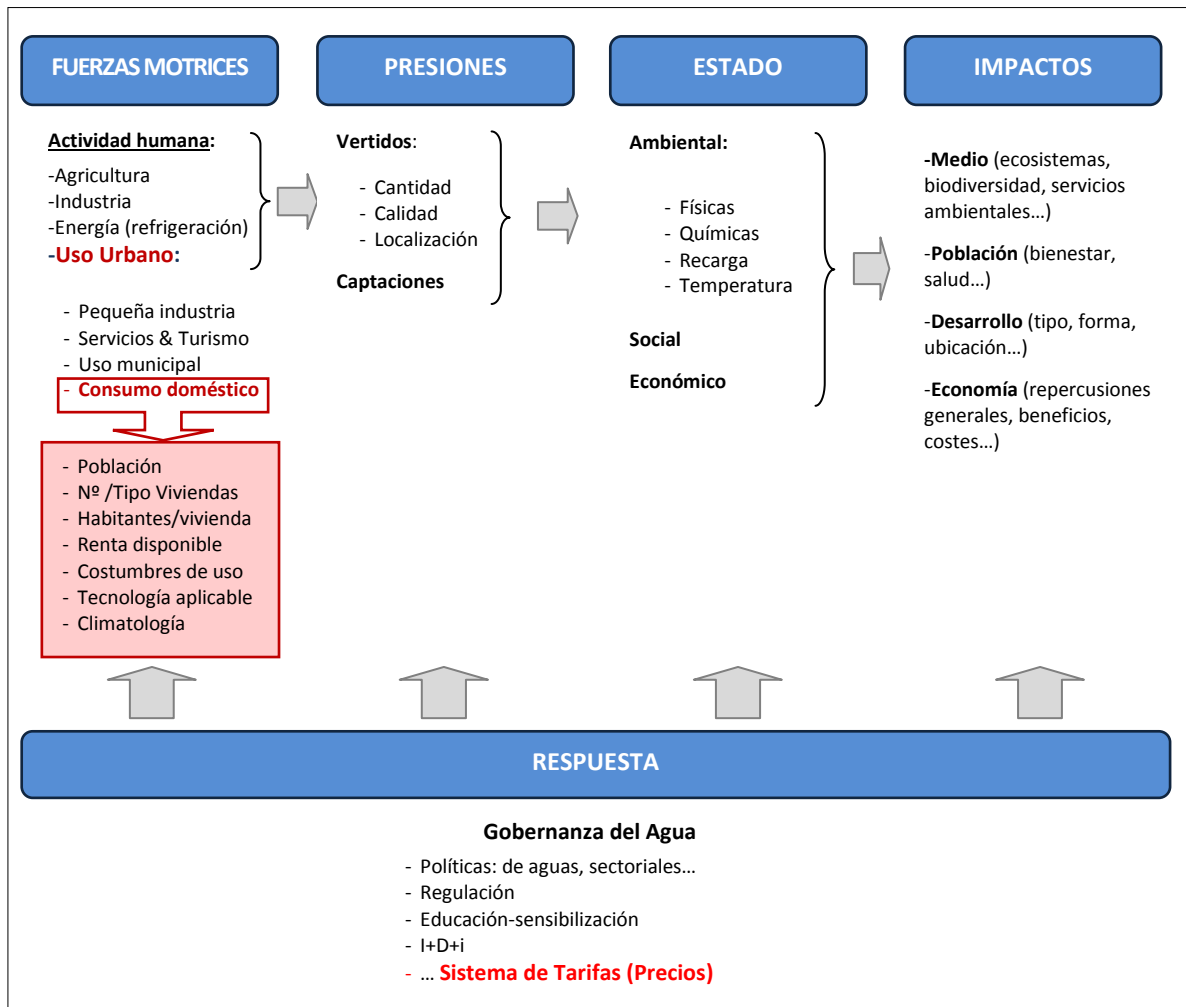 FUERZAS MOTRICES
Actividad humana:
-Agricultura
-Industria
-Energía (refrigeración)
-Uso Urbano:
- Pequeña industria
- Servicios & Turismo
- Uso municipal
- Consumo doméstico
- Población
- Nº /Tipo Viviendas
- Habitantes/vivienda
- Renta disponible
- Costumbres de uso
- Tecnología aplicable
- Climatología
PRESIONES
Vertidos:
- Cantidad
- Calidad
- Localización
Captaciones
ESTADO
Ambiental:
- Físicas
- Químicas
- Recarga
- Temperatura
Social
Económico
IMPACTOS
-Medio (ecosistemas,
biodiversidad, servicios
ambientales...)
-Población (bienestar,
salud...)
-Desarrollo (tipo, forma,
ubicación...)
-Economía (repercusiones
generales, beneficios,
costes...)
RESPUESTA
Gobernanza del Agua
- Políticas: de aguas, sectoriales...
- Regulación
- Educación-sensibilización
- I+D+i
- ... Sistema de Tarifas (Precios)